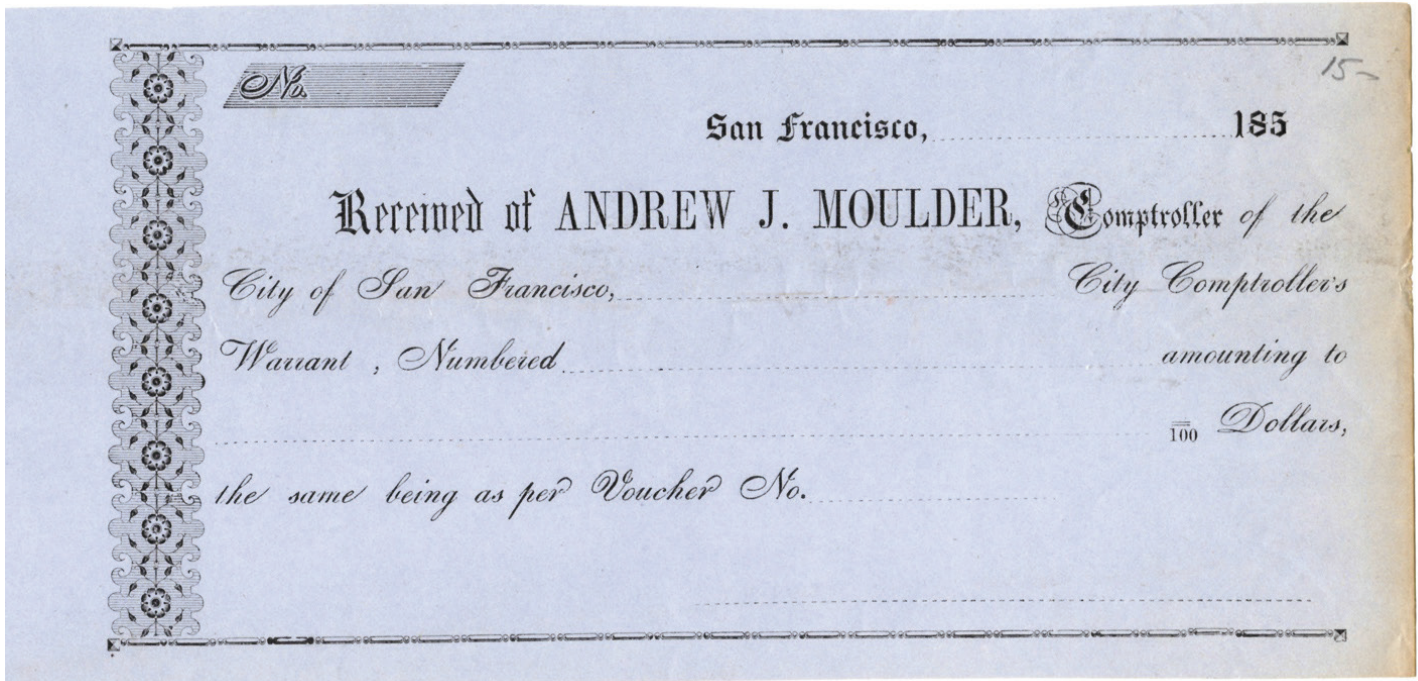 15-
No.
San Francisco, 185
Received of ANDREW J. MOULDER, Comptroller of the
City of San Francisco, City Comptroller's
Warrant , Numbered amounting to
/100 Dollars,
the same being as per Voucher No.